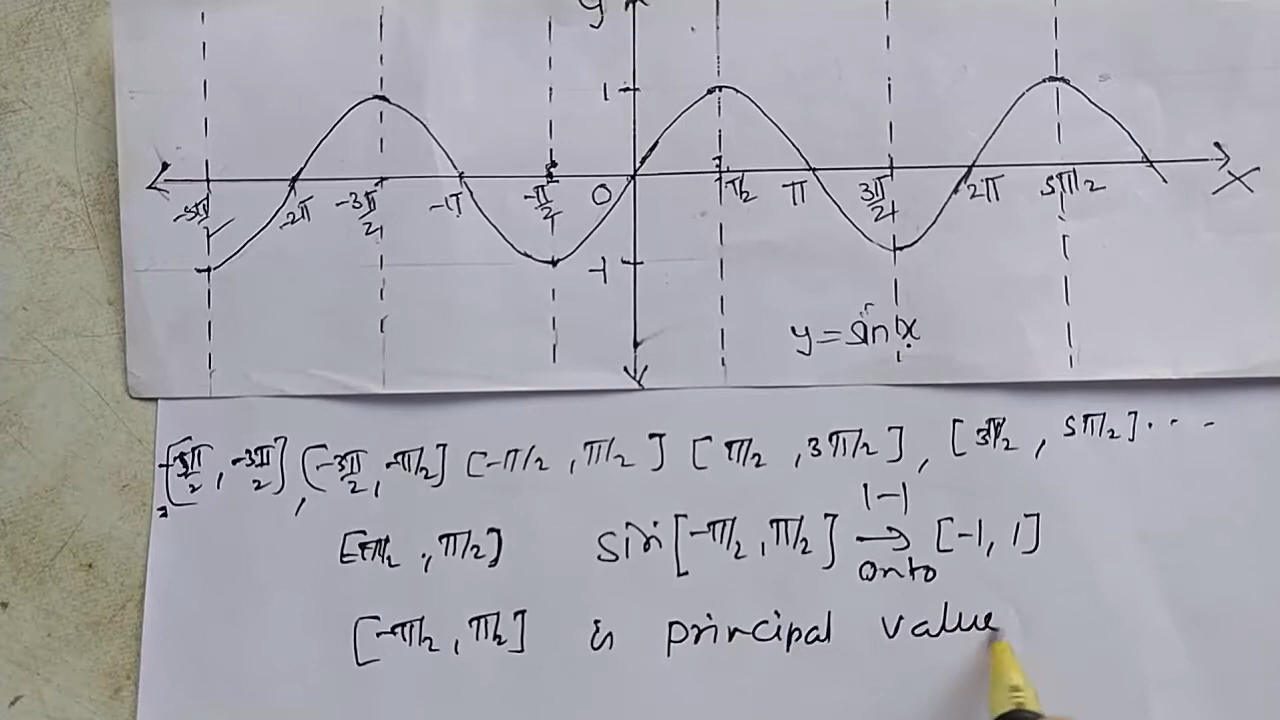 y
1
-5π/2 -2π -3π/2 -π -π/2 0 π/2 π 3π/2 2π 5π/2 X
-1
y = sin x
[-5π/2, -3π/2], [-3π/2, -π/2] [-π/2, π/2] [π/2, 3π/2], [3π/2, 5π/2]...
[-π/2, π/2] sin [-π/2, π/2] 1-1 → onto [-1, 1]
[-π/2, π/2] is principal value